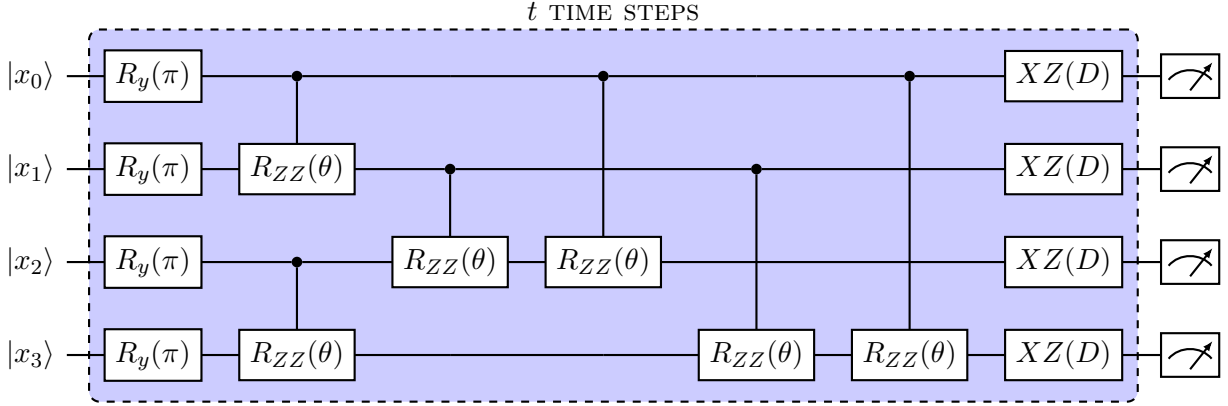 t TIME STEPS
|x₀⟩ R_y(π) XZ(D)
|x₁⟩ R_y(π) R_ZZ(θ) XZ(D)
|x₂⟩ R_y(π) R_ZZ(θ) R_ZZ(θ) XZ(D)
|x₃⟩ R_y(π) R_ZZ(θ) R_ZZ(θ) R_ZZ(θ) XZ(D)